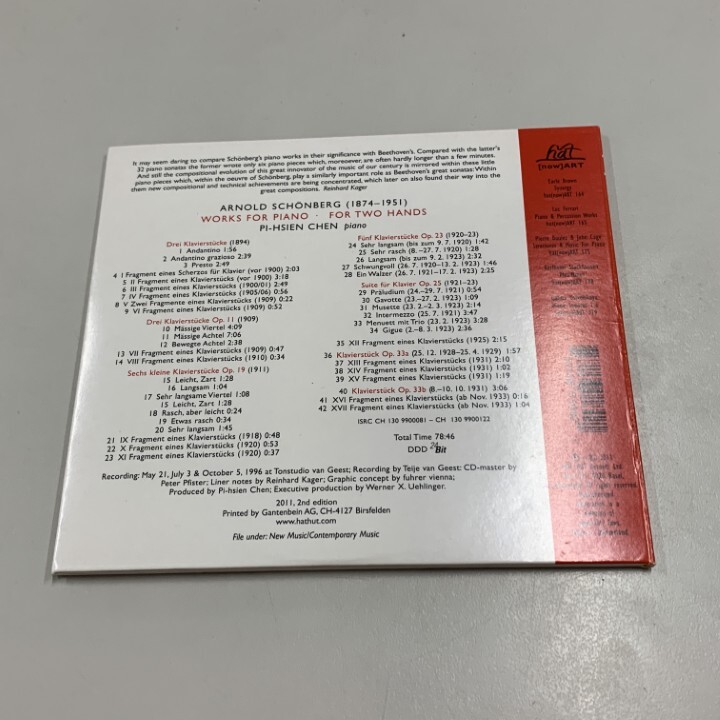 It may seem daring to compare Schönberg's piano works in their significance with Beethoven's. Compared with the latter's
32 piano sonatas the former wrote only six piano pieces which, moreover, are often hardly longer than a few minutes.
And still the compositional evolution of this great innovator of the music of our century is mirrored within these little
piano pieces which, within the oeuvre of Schönberg, play a similarly important role as Beethoven's great sonatas: Within
them new compositional and technical achievements are being concentrated, which later on also found their way into the
great compositions. Reinhard Kager
ARNOLD SCHÖNBERG (1874–1951)
WORKS FOR PIANO · FOR TWO HANDS
PI-HSIEN CHEN piano
Drei Klavierstücke (1894)
1 Andantino 1:56
2 Andantino grazioso 2:39
3 Presto 2:49
4 I Fragment eines Scherzos für Klavier (vor 1900) 2:03
5 II Fragment eines Klavierstücks (vor 1900) 3:18
6 III Fragment eines Klavierstücks (1900/01) 2:49
7 IV Fragment eines Klavierstücks (1905/06) 0:56
8 V Zwei Fragmente eines Klavierstücks (1909) 0:22
9 VI Fragment eines Klavierstücks (1909) 0:52
Drei Klavierstücke Op. 11 (1909)
10 Mässige Viertel 4:09
11 Mässige Achtel 7:06
12 Bewegte Achtel 2:38
13 VII Fragment eines Klavierstücks (1909) 0:47
14 VIII Fragment eines Klavierstücks (1910) 0:34
Sechs kleine Klavierstücke Op. 19 (1911)
15 Leicht, Zart 1:28
16 Langsam 1:04
17 Sehr langsame Viertel 1:08
15 Leicht, Zart 1:28
18 Rasch, aber leicht 0:24
19 Etwas rasch 0:34
20 Sehr langsam 1:45
21 IX Fragment eines Klavierstücks (1918) 0:48
22 X Fragment eines Klavierstücks (1920) 0:53
23 XI Fragment eines Klavierstücks (1920) 0:37
Fünf Klavierstücke Op. 23 (1920–23)
24 Sehr langsam (bis zum 9. 7. 1920) 1:42
25 Sehr rasch (8.–27. 7. 1920) 1:28
26 Langsam (bis zum 9. 2. 1923) 2:32
27 Schwungvoll (26. 7. 1920–13. 2. 1923) 2:31
28 Ein Walzer (26. 7. 1921–17. 2. 1923) 2:25
Suite für Klavier Op. 25 (1921–23)
29 Präludium (24.–29. 7. 1921) 0:54
30 Gavotte (23.–27. 2. 1923) 1:09
31 Musette (23. 2.–2. 3. 1923) 2:14
32 Intermezzo (25. 7. 1921) 2:47
33 Menuett mit Trio (23. 2. 1923) 3:28
34 Gigue (2.–8. 3. 1923) 2:36
35 XII Fragment eines Klavierstücks (1925) 2:15
36 Klavierstück Op. 33a (25. 12. 1928–25. 4. 1929) 1:57
37 XIII Fragment eines Klavierstücks (1931) 2:10
38 XIV Fragment eines Klavierstücks (1931) 1:02
39 XV Fragment eines Klavierstücks (1931) 1:19
40 Klavierstück Op. 33b (8.–10. 10. 1931) 3:06
41 XVI Fragment eines Klavierstücks (ab Nov. 1933) 0:16
42 XVII Fragment eines Klavierstücks (ab Nov. 1933) 1:04
ISRC CH 130 9900081 – CH 130 9900122
Total Time 78:46
DDD 24Bit
Recording: May 21, July 3 & October 5, 1996 at Tonstudio van Geest; Recording by Teije van Geest: CD-master by
Peter Pfister; Liner notes by Reinhard Kager; Graphic concept by fuhrer vienna;
Produced by Pi-hsien Chen; Executive production by Werner X. Uehlinger.
2011, 2nd edition
Printed by Gantenbein AG, CH-4127 Birsfelden
www.hathut.com
File under: New Music/Contemporary Music
hat
[now]ART
Earle Brown
Synergy
hat[now]ART
Piano & Percussion Works
hat[now]ART